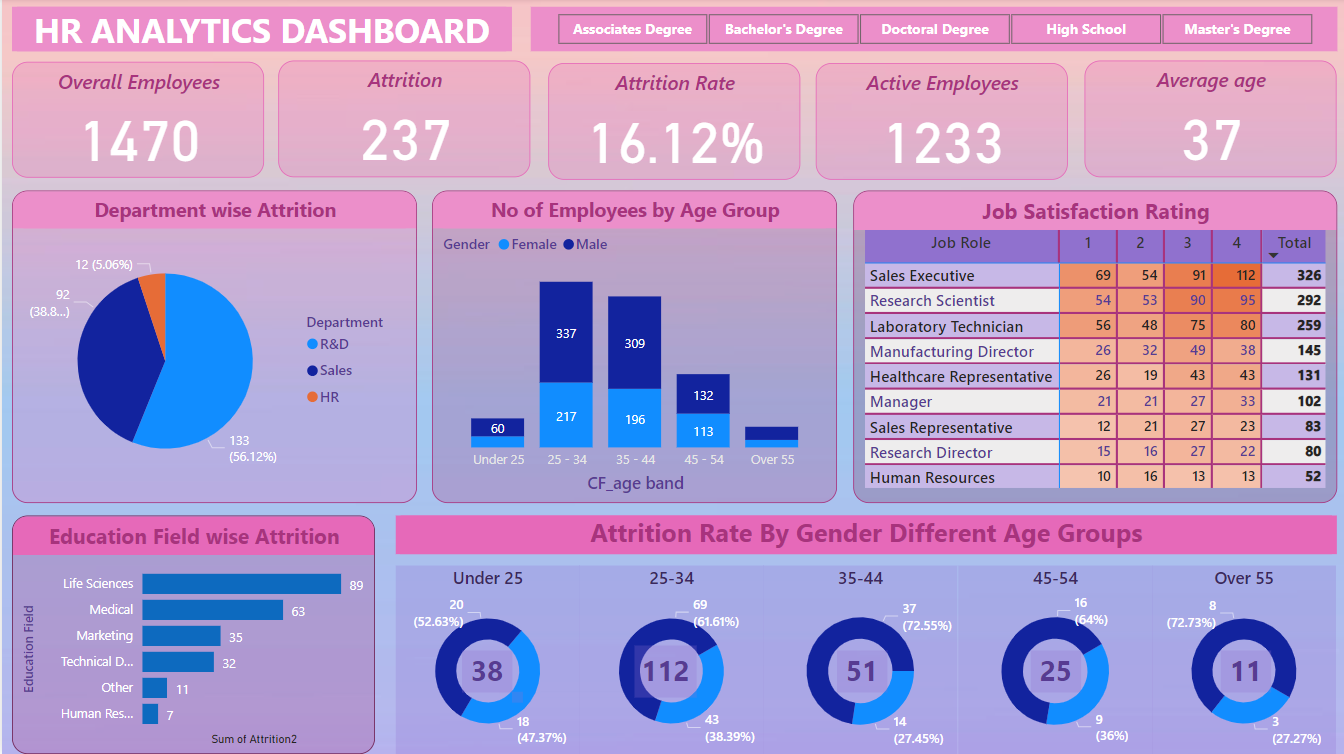 HR ANALYTICS DASHBOARD
Associates Degree
Bachelor's Degree
Doctoral Degree
High School
Master's Degree
Overall Employees
1470
Attrition
237
Attrition Rate
16.12%
Active Employees
1233
Average age
37
Department wise Attrition
12 (5.06%)
92
(38.8...)
133
(56.12%)
Department
R&D
Sales
HR
No of Employees by Age Group
Gender Female Male
337
309
132
60
217
196
113
Under 25 25 - 34 35 - 44 45 - 54 Over 55
CF_age band
Job Satisfaction Rating
Job Role 1 2 3 4 Total
Sales Executive 69 54 91 112 326
Research Scientist 54 53 90 95 292
Laboratory Technician 56 48 75 80 259
Manufacturing Director 26 32 49 38 145
Healthcare Representative 26 19 43 43 131
Manager 21 21 27 33 102
Sales Representative 12 21 27 23 83
Research Director 15 16 27 22 80
Human Resources 10 16 13 13 52
Education Field wise Attrition
Education Field
Life Sciences 89
Medical 63
Marketing 35
Technical D... 32
Other 11
Human Res... 7
Sum of Attrition2
Attrition Rate By Gender Different Age Groups
Under 25
20
(52.63%)
38
18
(47.37%)
25-34
69
(61.61%)
112
43
(38.39%)
35-44
37
(72.55%)
51
14
(27.45%)
45-54
16
(64%)
25
9
(36%)
Over 55
8
(72.73%)
11
3
(27.27%)